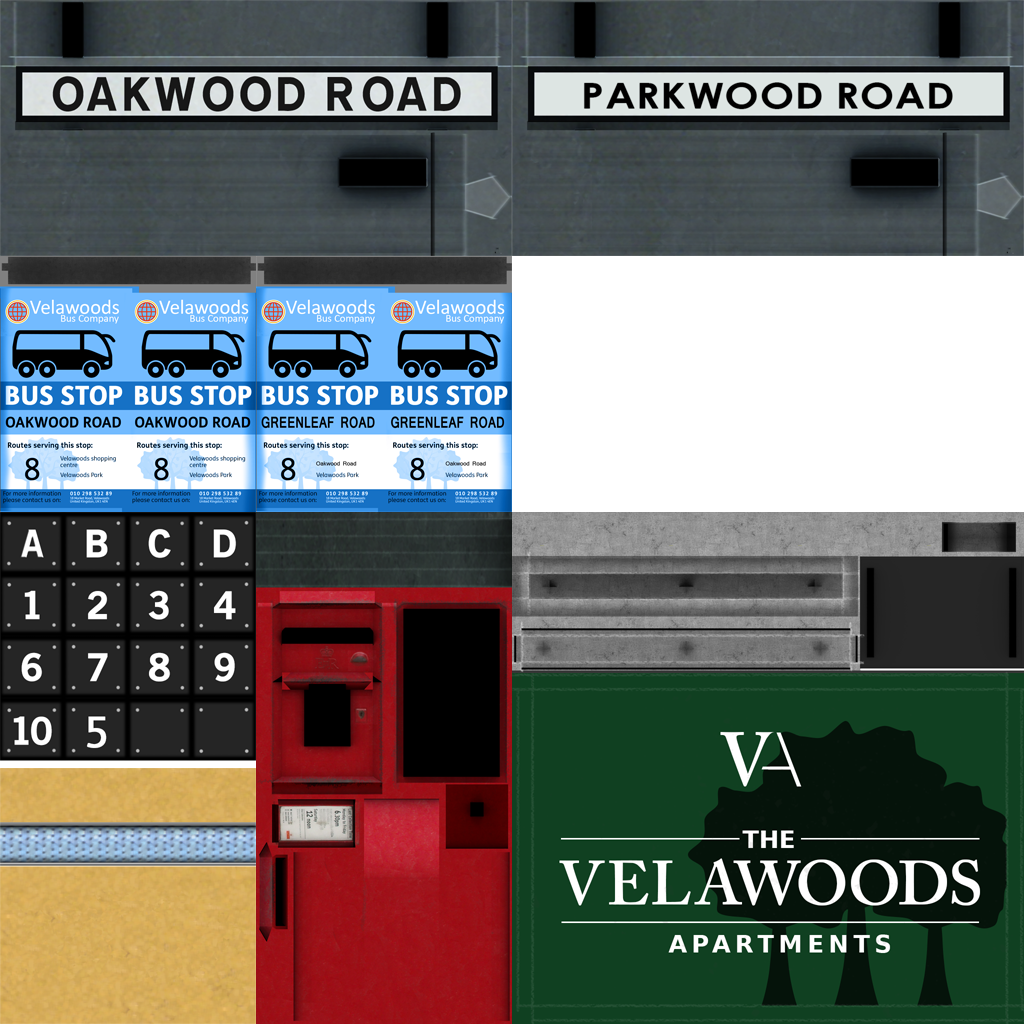 OAKWOOD ROAD
PARKWOOD ROAD
Velawoods
Bus Company
BUS STOP
OAKWOOD ROAD
Routes serving this stop:
8
Velawoods shopping
centre
Velawoods Park
For more information
please contact us on:
010 298 532 89
Velawoods
Bus Company
BUS STOP
OAKWOOD ROAD
Routes serving this stop:
8
Velawoods shopping
centre
Velawoods Park
For more information
please contact us on:
010 298 532 89
Velawoods
Bus Company
BUS STOP
GREENLEAF ROAD
Routes serving this stop:
8
Oakwood Road
Velawoods Park
For more information
please contact us on:
010 298 532 89
Velawoods
Bus Company
BUS STOP
GREENLEAF ROAD
Routes serving this stop:
8
Oakwood Road
Velawoods Park
For more information
please contact us on:
010 298 532 89
A B C D
1 2 3 4
6 7 8 9
10 5
VA
THE
VELAWOODS
APARTMENTS